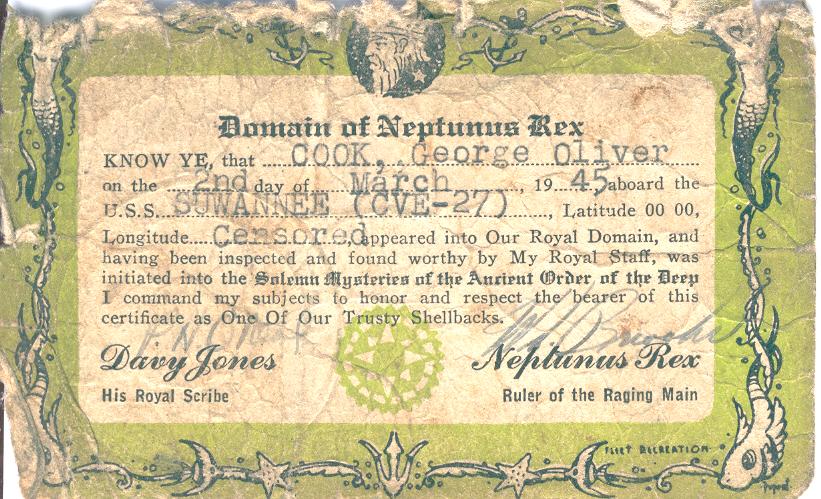 Domain of Neptunus Rex
KNOW YE, that ....COOK, George Oliver....
on the ....2nd day of....March...., 19....45 aboard the
U.S.S. SUWANNEE (CVE-27)...., Latitude 00 00,
Longitude....Censored, appeared into Our Royal Domain, and
having been inspected and found worthy by My Royal Staff, was
initiated into the Solemn Mysteries of the Ancient Order of the Deep
I command my subjects to honor and respect the bearer of this
certificate as One Of Our Trusty Shellbacks.
Davy Jones Neptunus Rex
His Royal Scribe Ruler of the Raging Main
FLEET RECREATION